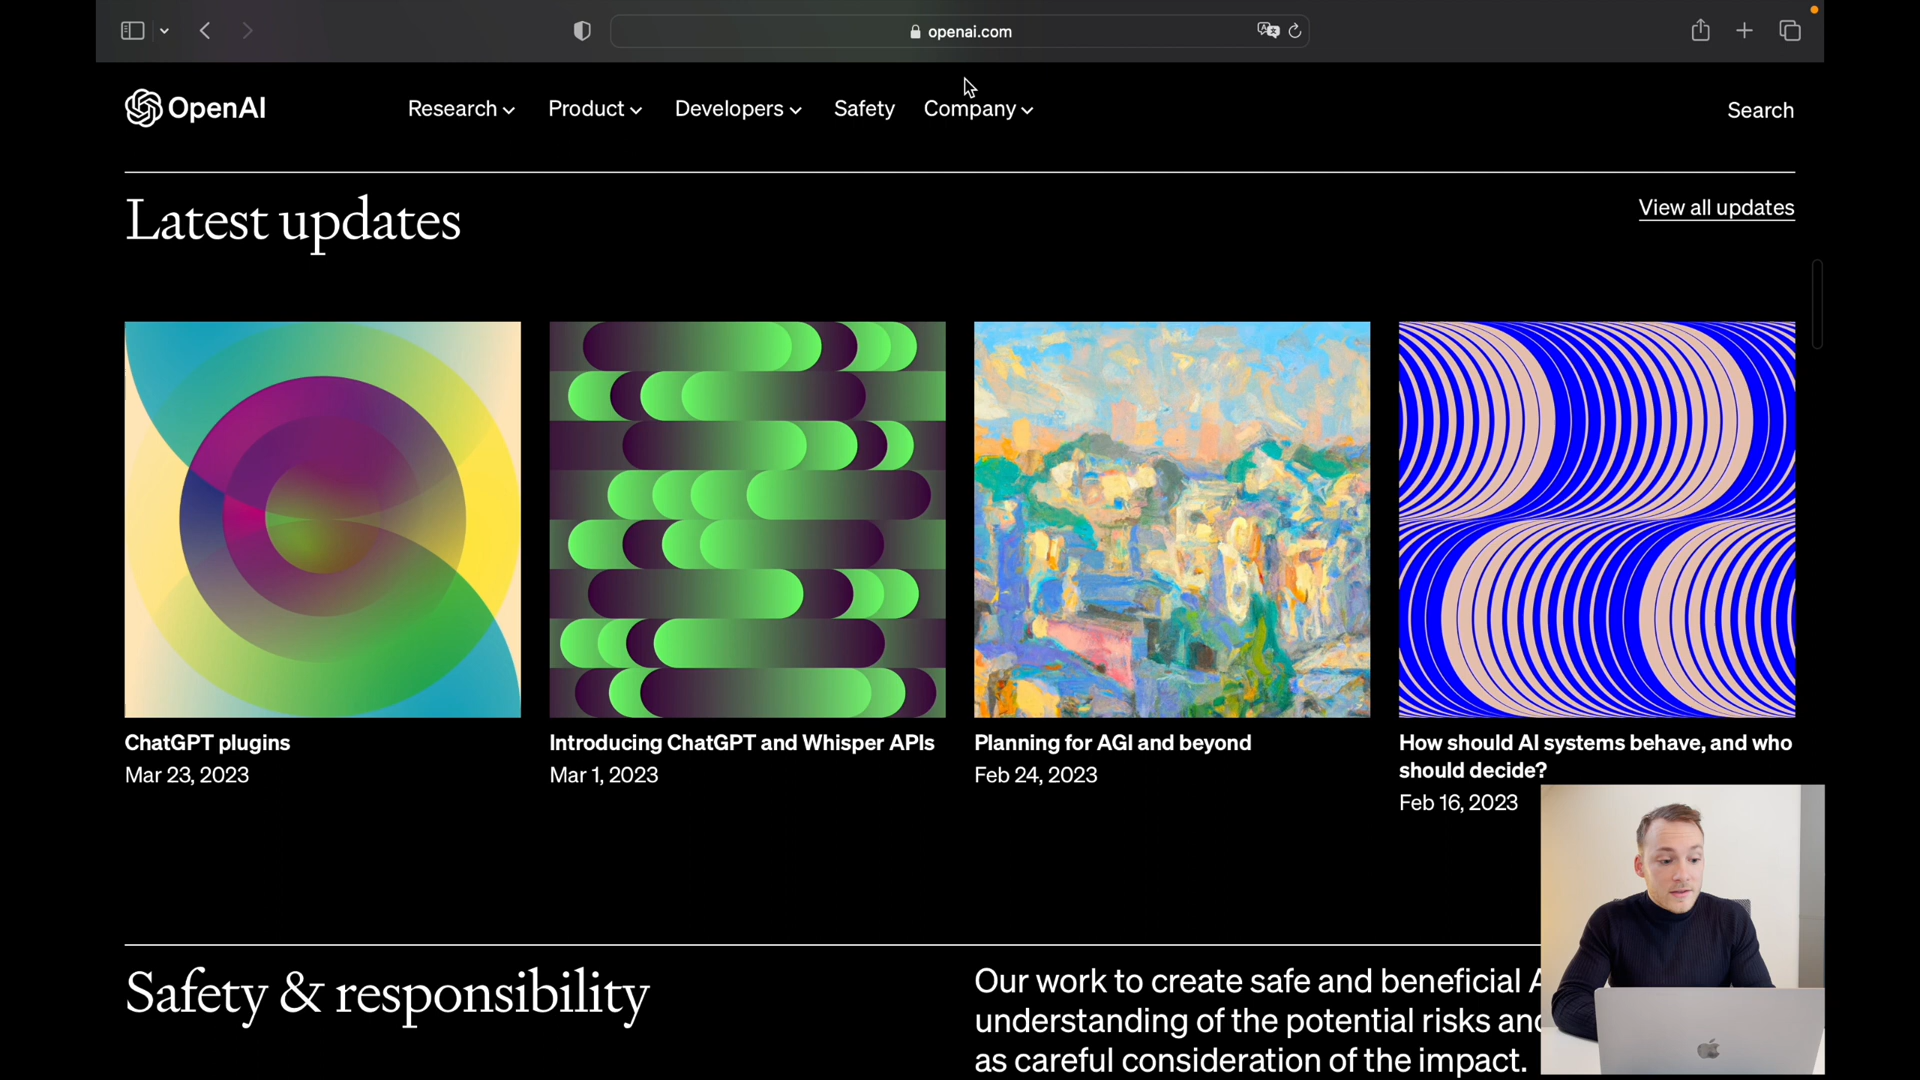 openai.com
OpenAI
Research
Product
Developers
Safety
Company
Search
Latest updates
View all updates
ChatGPT plugins
Mar 23, 2023
Introducing ChatGPT and Whisper APIs
Mar 1, 2023
Planning for AGI and beyond
Feb 24, 2023
How should AI systems behave, and who
should decide?
Feb 16, 2023
Safety & responsibility
Our work to create safe and beneficial
understanding of the potential risks
as careful consideration of the impact.